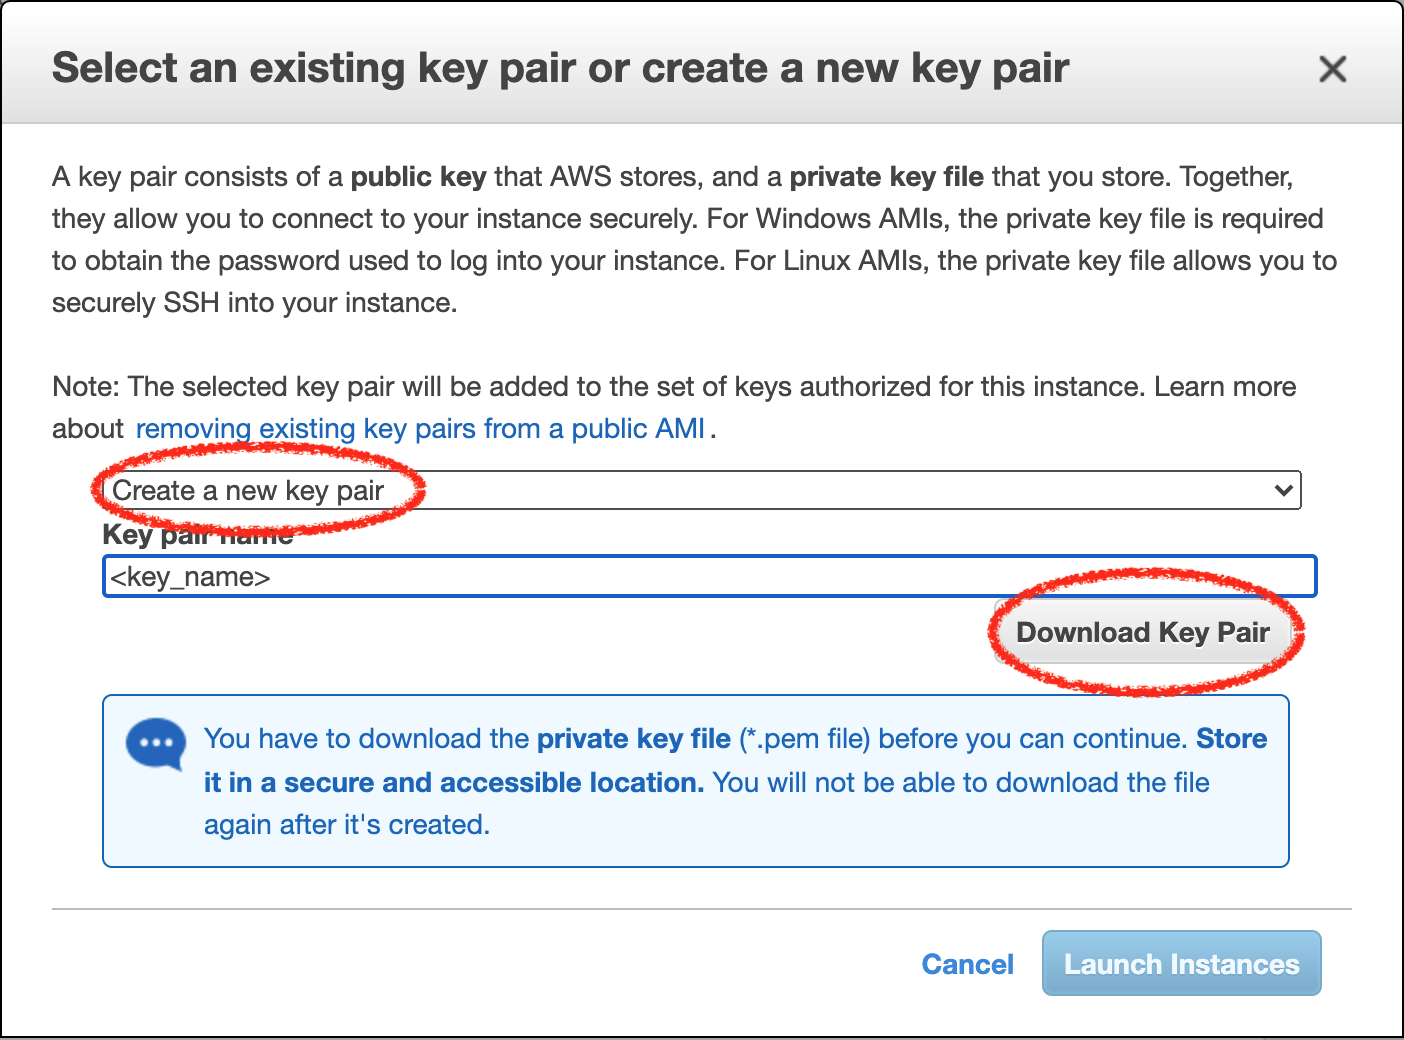 Select an existing key pair or create a new key pair
A key pair consists of a public key that AWS stores, and a private key file that you store. Together,
they allow you to connect to your instance securely. For Windows AMIs, the private key file is required
to obtain the password used to log into your instance. For Linux AMIs, the private key file allows you to
securely SSH into your instance.
Note: The selected key pair will be added to the set of keys authorized for this instance. Learn more
about removing existing key pairs from a public AMI.
Create a new key pair
Key pair name
<key_name>
Download Key Pair
You have to download the private key file (*.pem file) before you can continue. Store
it in a secure and accessible location. You will not be able to download the file
again after it's created.
Cancel Launch Instances